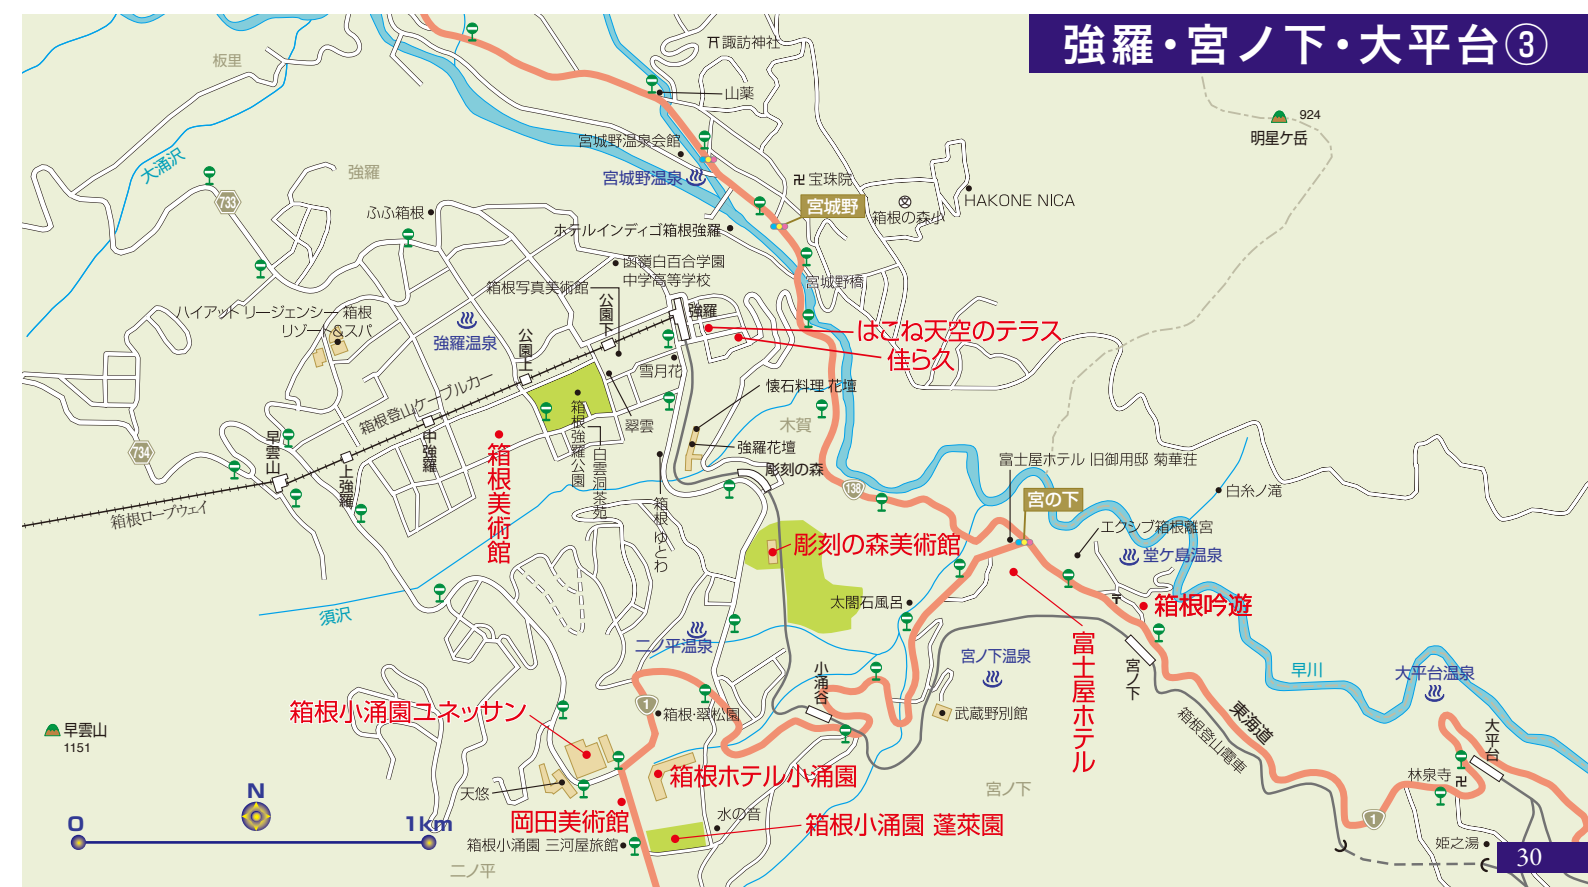 強羅・宮ノ下・大平台③
諏訪神社
板里
山薬
924
明星ケ岳
宮城野温泉会館
大涌沢
強羅
宮城野温泉
宝珠院
733
HAKONE NICA
宮城野
ふふ箱根
箱根の森小
ホテルインディゴ箱根強羅
函嶺白百合学園
中学高等学校
宮城野橋
箱根写真美術館
公園下
強羅
ハイアット リージェンシー 箱根
リゾート&スパ
強羅温泉
公園上
はこね天空のテラス
佳ら久
雪月花
箱根登山ケーブルカー
懐石料理 花壇
箱根強羅公園
翠雲
木賀
早雲山
中強羅
734
上強羅
箱根美術館
白雲洞茶苑
強羅花壇
彫刻の森
富士屋ホテル 旧御用邸 菊華荘
138
宮の下
白糸ノ滝
箱根ロープウェイ
箱根 ゆとわ
エクシブ箱根離宮
彫刻の森美術館
堂ケ島温泉
須沢
太閤石風呂
箱根吟遊
二ノ平温泉
富士屋ホテル
宮ノ下温泉
宮ノ下
小涌谷
早川
大平台温泉
箱根小涌園ユネッサン
1
箱根・翠松園
武蔵野別館
早雲山
1151
東海道
箱根登山電車
大平台
箱根ホテル小涌園
林泉寺
天悠
宮ノ下
N
0
1km
岡田美術館
水の音
箱根小涌園 蓬萊園
1
箱根小涌園 三河屋旅館
姫之湯
二ノ平
30